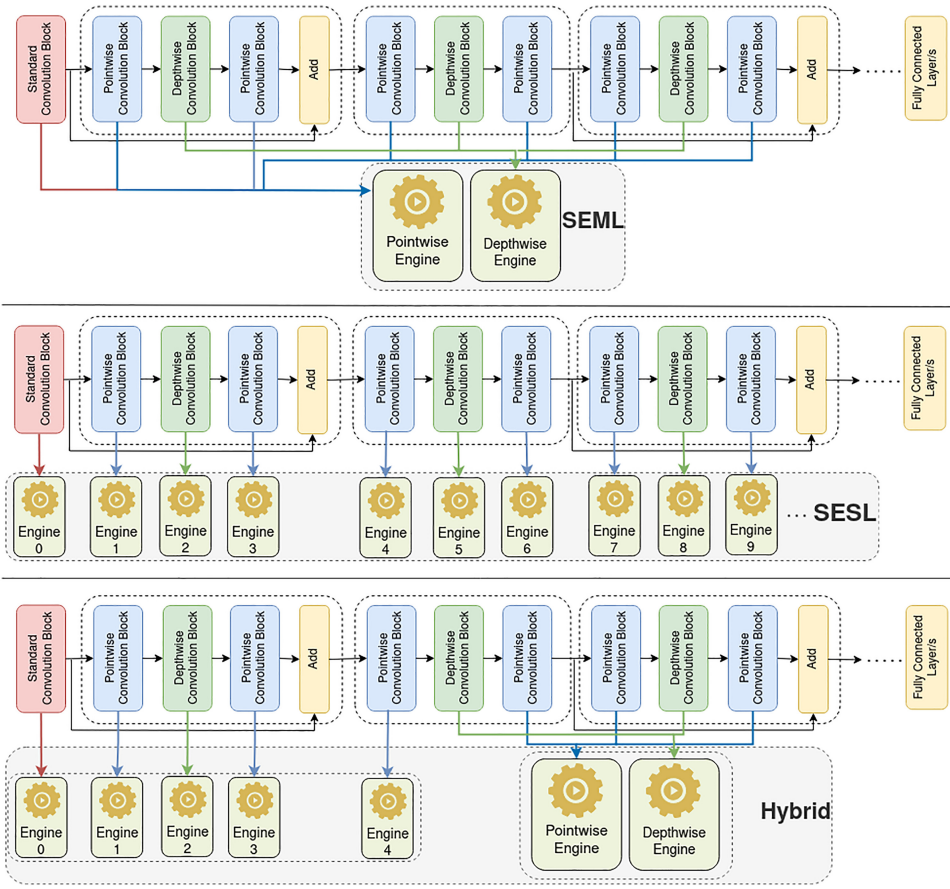 Standard
Convolution Block
Pointwise
Convolution Block
Depthwise
Convolution Block
Pointwise
Convolution Block
Add
Pointwise
Convolution Block
Depthwise
Convolution Block
Pointwise
Convolution Block
Pointwise
Convolution Block
Depthwise
Convolution Block
Pointwise
Convolution Block
Add
......
Fully Connected
Layer/s
Pointwise
Engine
Depthwise
Engine
SEML
Standard
Convolution Block
Pointwise
Convolution Block
Depthwise
Convolution Block
Pointwise
Convolution Block
Add
Pointwise
Convolution Block
Depthwise
Convolution Block
Pointwise
Convolution Block
Pointwise
Convolution Block
Depthwise
Convolution Block
Pointwise
Convolution Block
Add
......
Fully Connected
Layer/s
Engine
0
Engine
1
Engine
2
Engine
3
Engine
4
Engine
5
Engine
6
Engine
7
Engine
8
Engine
9
... SESL
Standard
Convolution Block
Pointwise
Convolution Block
Depthwise
Convolution Block
Pointwise
Convolution Block
Add
Pointwise
Convolution Block
Depthwise
Convolution Block
Pointwise
Convolution Block
Pointwise
Convolution Block
Depthwise
Convolution Block
Pointwise
Convolution Block
Add
......
Fully Connected
Layer/s
Engine
0
Engine
1
Engine
2
Engine
3
Engine
4
Pointwise
Engine
Depthwise
Engine
Hybrid